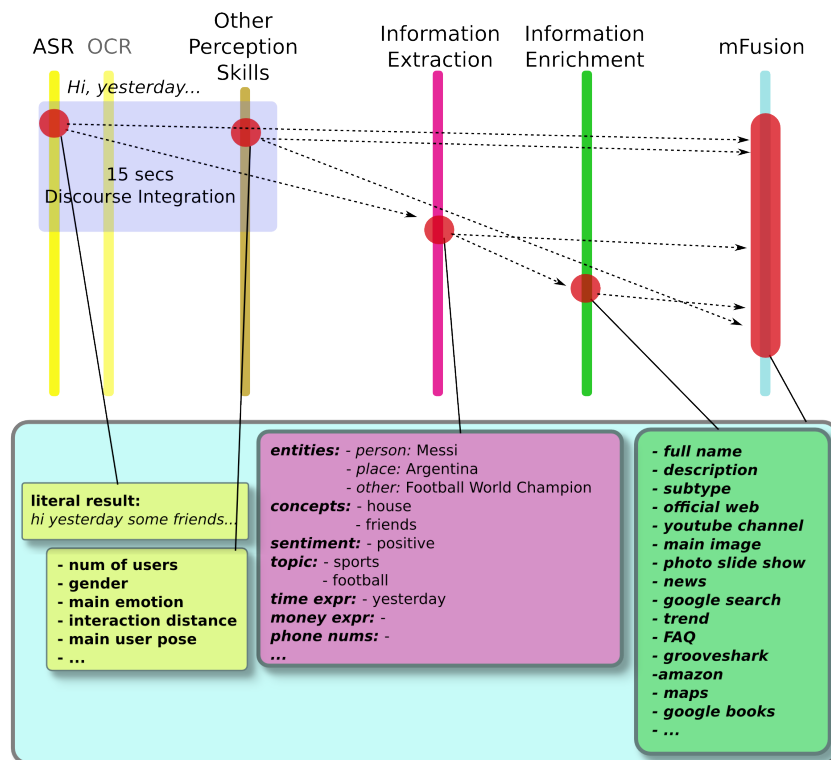 ASR
OCR
Other
Perception
Skills
Information
Extraction
Information
Enrichment
mFusion
Hi, yesterday...
15 secs
Discourse Integration
literal result:
hi yesterday some friends...
- num of users
- gender
- main emotion
- interaction distance
- main user pose
- ...
entities: - person: Messi
- place: Argentina
- other: Football World Champion
concepts: - house
- friends
sentiment: - positive
topic: - sports
- football
time expr: - yesterday
money expr: -
phone nums: -
...
- full name
- description
- subtype
- official web
- youtube channel
- main image
- photo slide show
- news
- google search
- trend
- FAQ
- grooveshark
-amazon
- maps
- google books
- ...